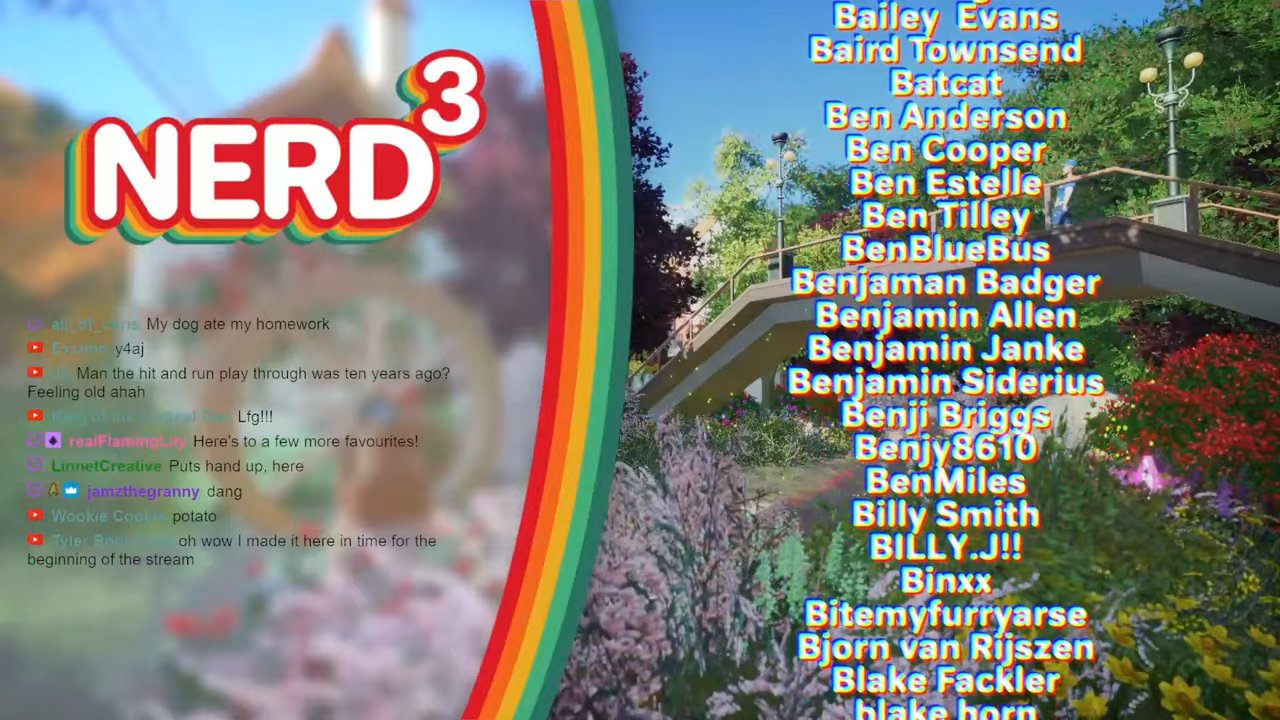 NERD³
My dog ate my homework
y4aj
Man the hit and run play through was ten years ago?
Feeling old ahah
Lfg!!!
realFlamingLily Here's to a few more favourites!
LinnetCreative Puts hand up, here
jamzthegranny dang
Wookie Cookie potato
Tyler oh wow I made it here in time for the
beginning of the stream
Bailey Evans
Baird Townsend
Batcat
Ben Anderson
Ben Cooper
Ben Estelle
Ben Tilley
BenBlueBus
Benjaman Badger
Benjamin Allen
Benjamin Janke
Benjamin Siderius
Benji Briggs
Benjy8610
BenMiles
Billy Smith
BILLY.J!!
Binxx
Bitemyfurryarse
Bjorn van Rijszen
Blake Fackler
blake horn